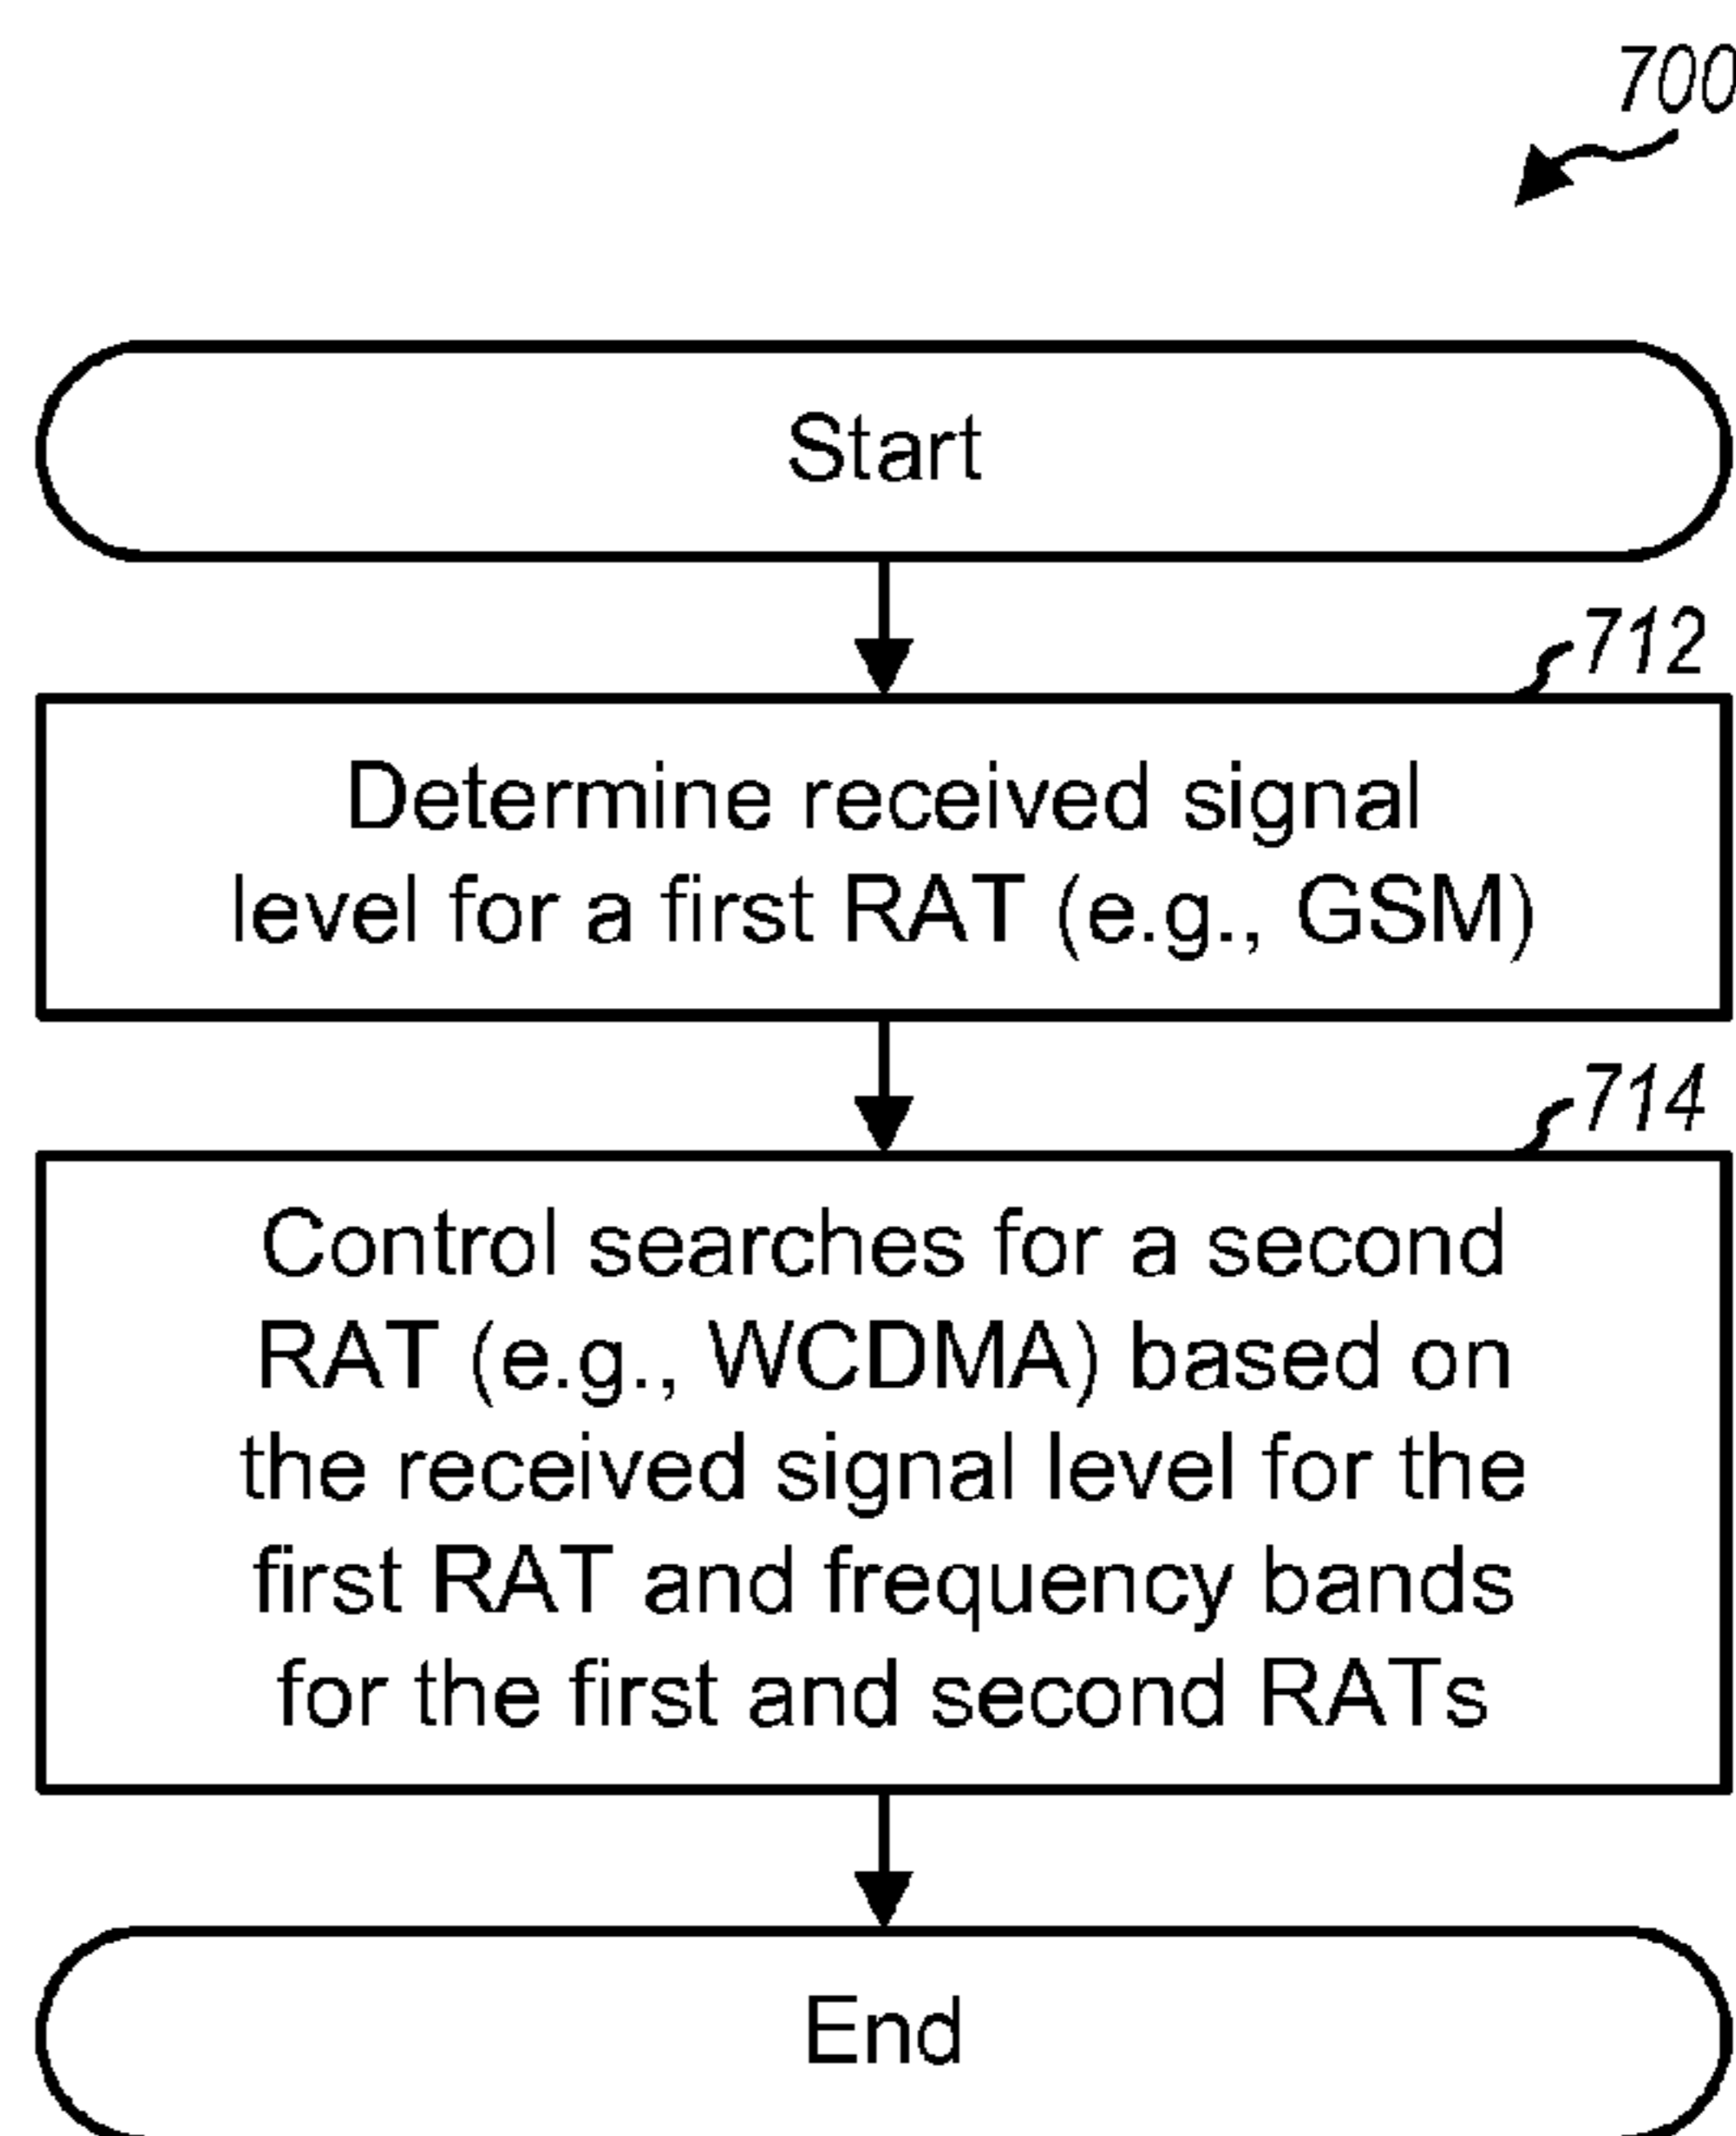 700
Start
712
Determine received signal
level for a first RAT (e.g., GSM)
714
Control searches for a second
RAT (e.g., WCDMA) based on
the received signal level for the
first RAT and frequency bands
for the first and second RATs
End